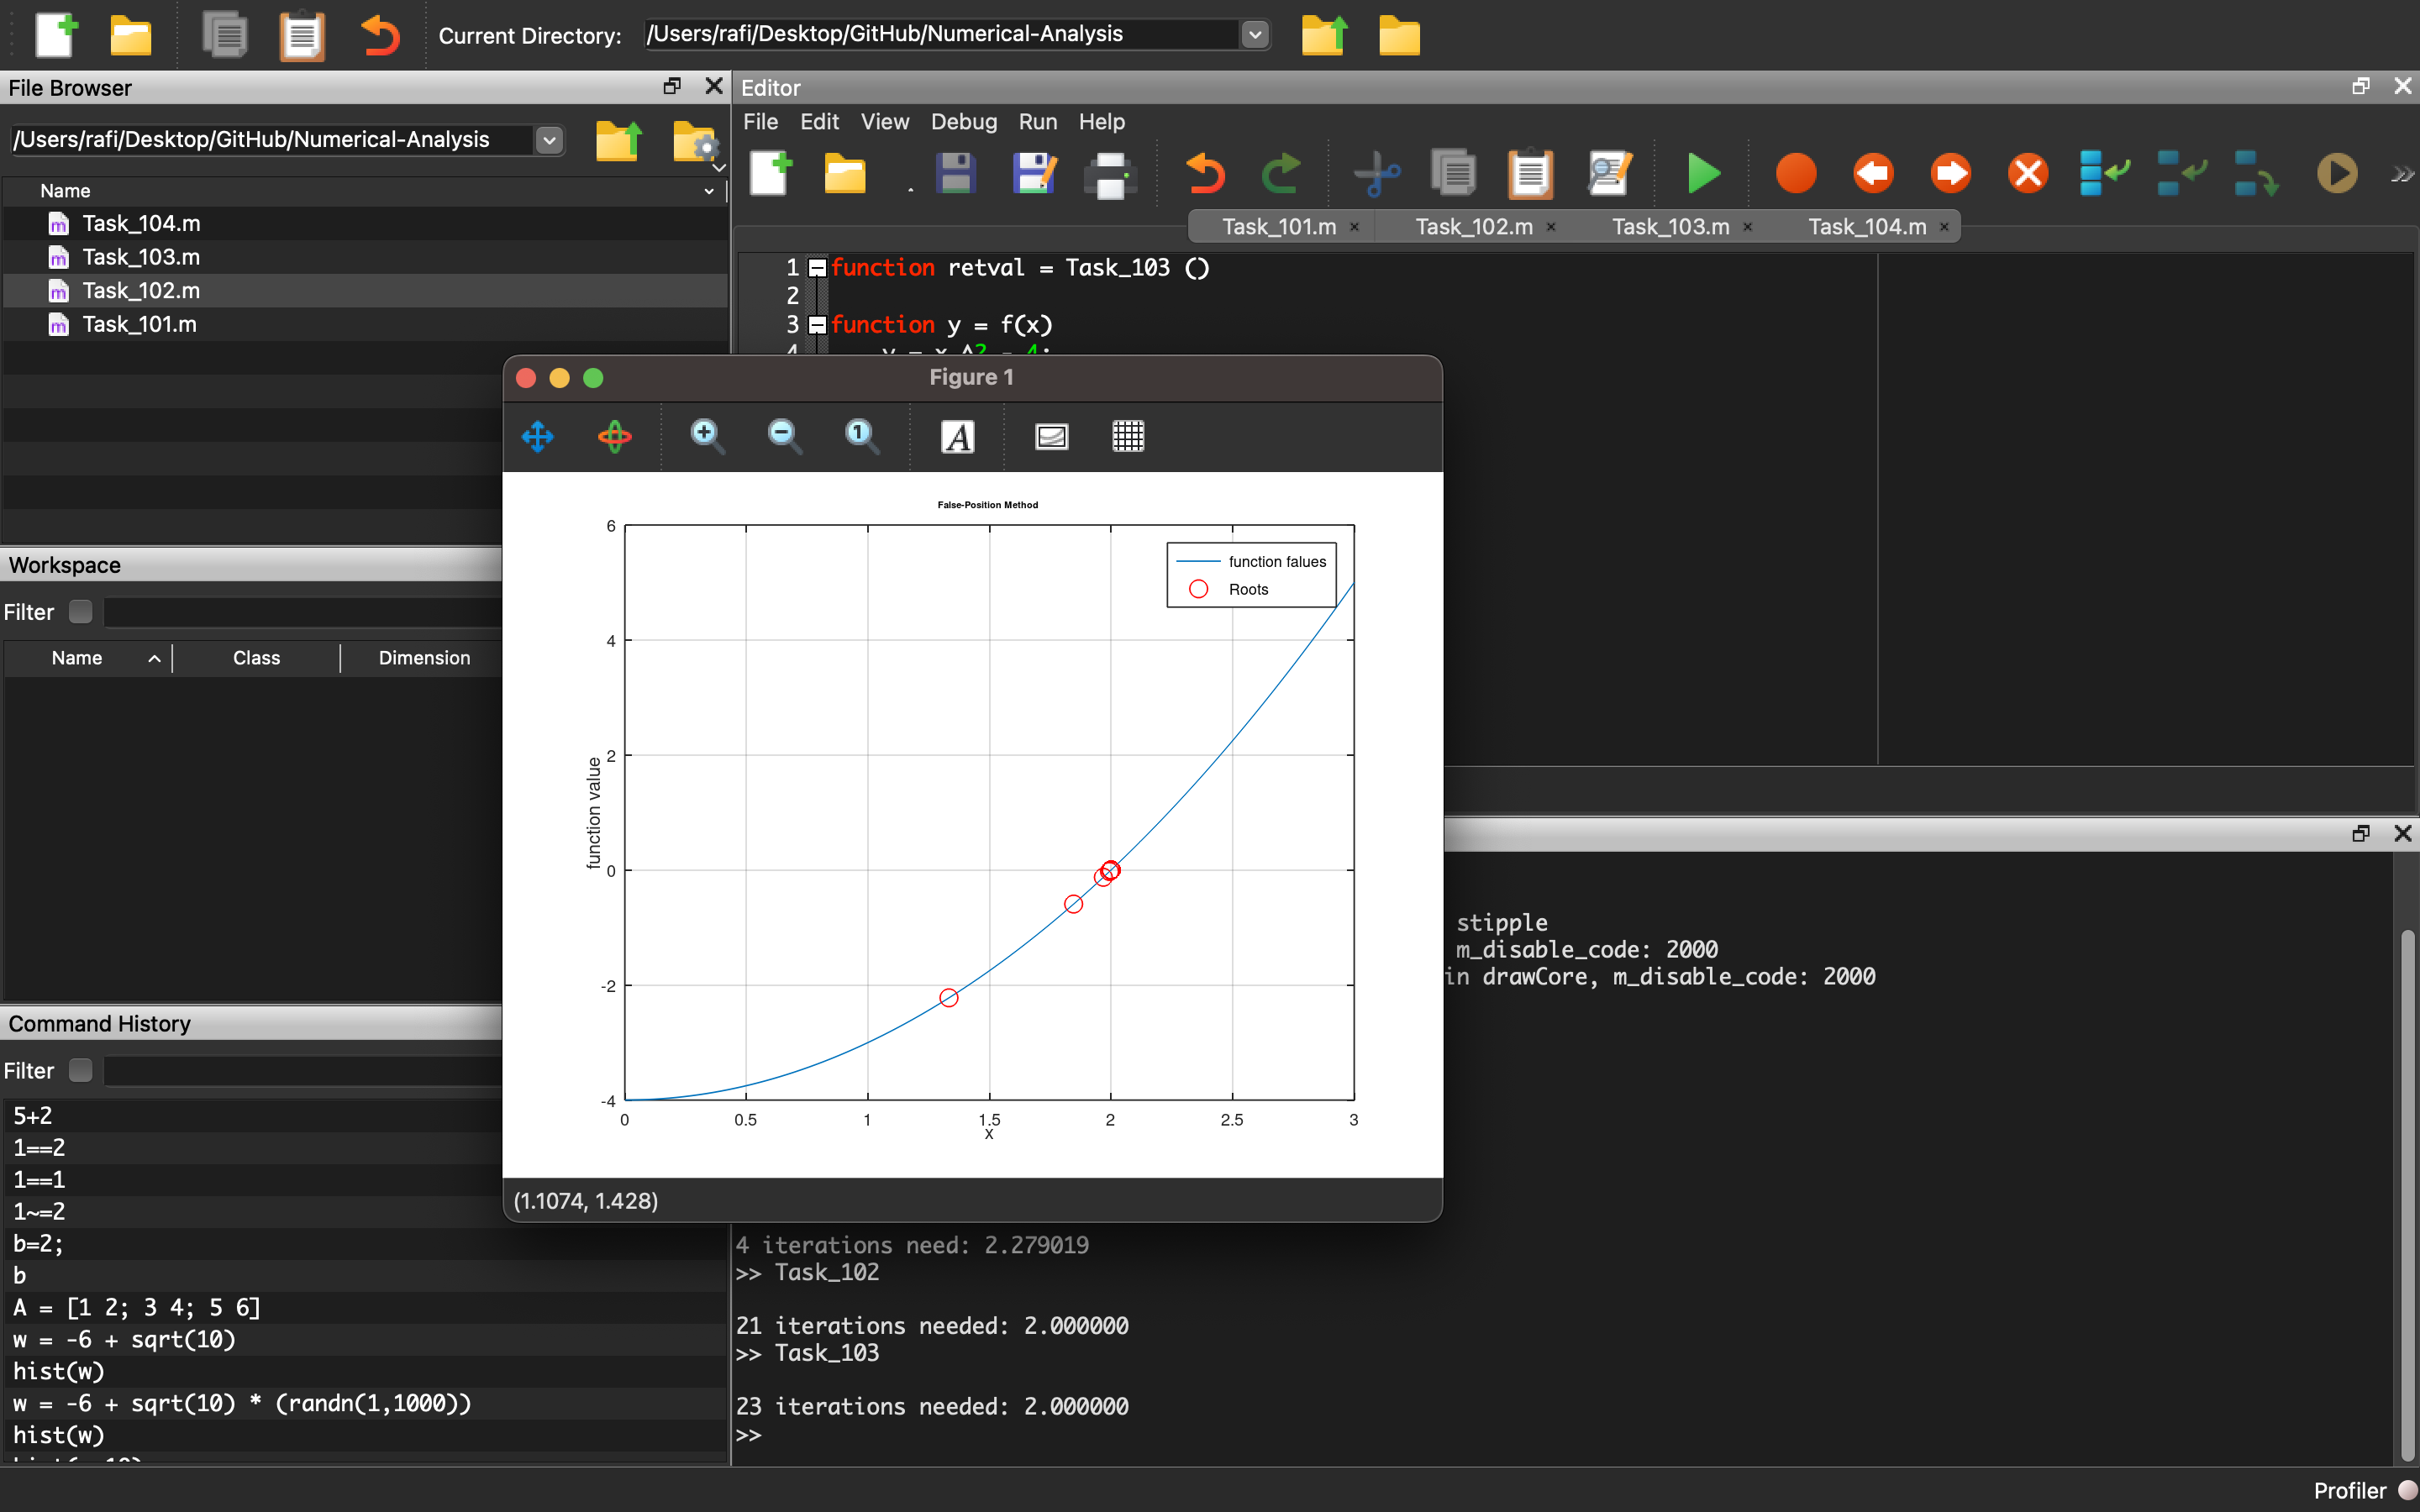 Current Directory: /Users/rafi/Desktop/GitHub/Numerical-Analysis
File Browser
/Users/rafi/Desktop/GitHub/Numerical-Analysis
Name
Task_104.m
Task_103.m
Task_102.m
Task_101.m
Workspace
Filter
Name Class Dimension
Command History
Filter
5+2
1==2
1==1
1~=2
b=2;
b
A = [1 2; 3 4; 5 6]
w = -6 + sqrt(10)
hist(w)
w = -6 + sqrt(10) * (randn(1,1000))
hist(w)
Editor
File Edit View Debug Run Help
Task_101.m Task_102.m Task_103.m Task_104.m
1 function retval = Task_103 ()
2
3 function y = f(x)
Figure 1
1 A
False-Position Method
function falues
Roots
function value
6
4
2
0
-2
-4
0 0.5 1 1.5 2 2.5 3
x
(1.1074, 1.428)
stipple
m_disable_code: 2000
in drawCore, m_disable_code: 2000
4 iterations need: 2.279019
>> Task_102
21 iterations needed: 2.000000
>> Task_103
23 iterations needed: 2.000000
>>
Profiler